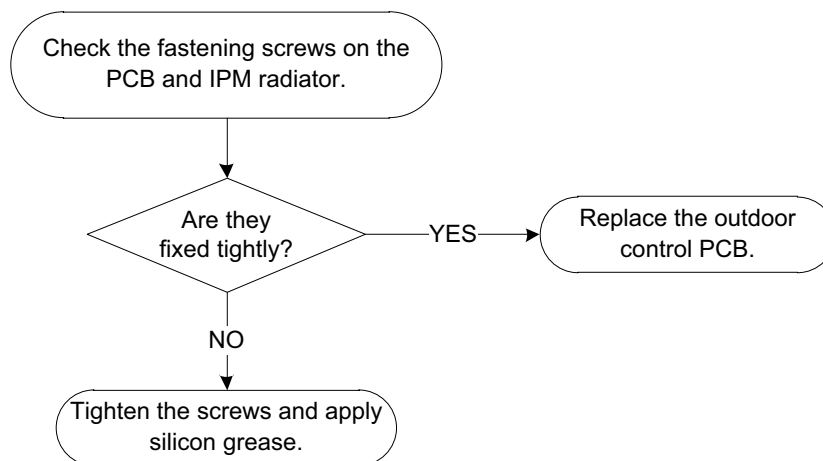 Check the fastening screws on the
PCB and IPM radiator.
Are they
fixed tightly?
YES
Replace the outdoor
control PCB.
NO
Tighten the screws and apply
silicon grease.